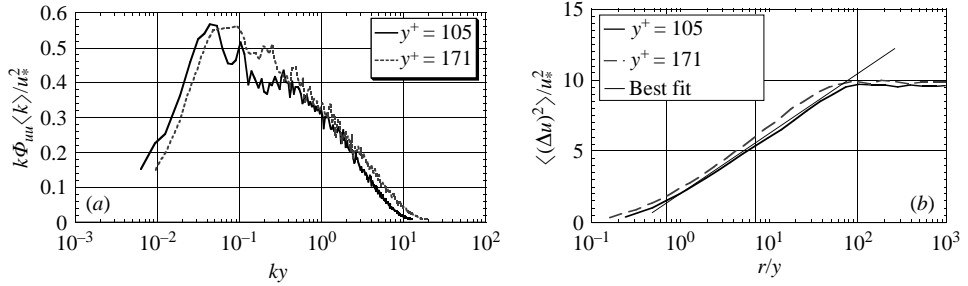 0.6
0.5
0.4
0.3
0.2
0.1
0
kΦuu⟨k⟩/u*²
y+ = 105
y+ = 171
(a)
10−3 10−2 10−1 100 101 102
ky
15
10
5
0
⟨(Δu)2⟩/u*²
y+ = 105
y+ = 171
Best fit
(b)
10−1 100 101 102 103
r/y